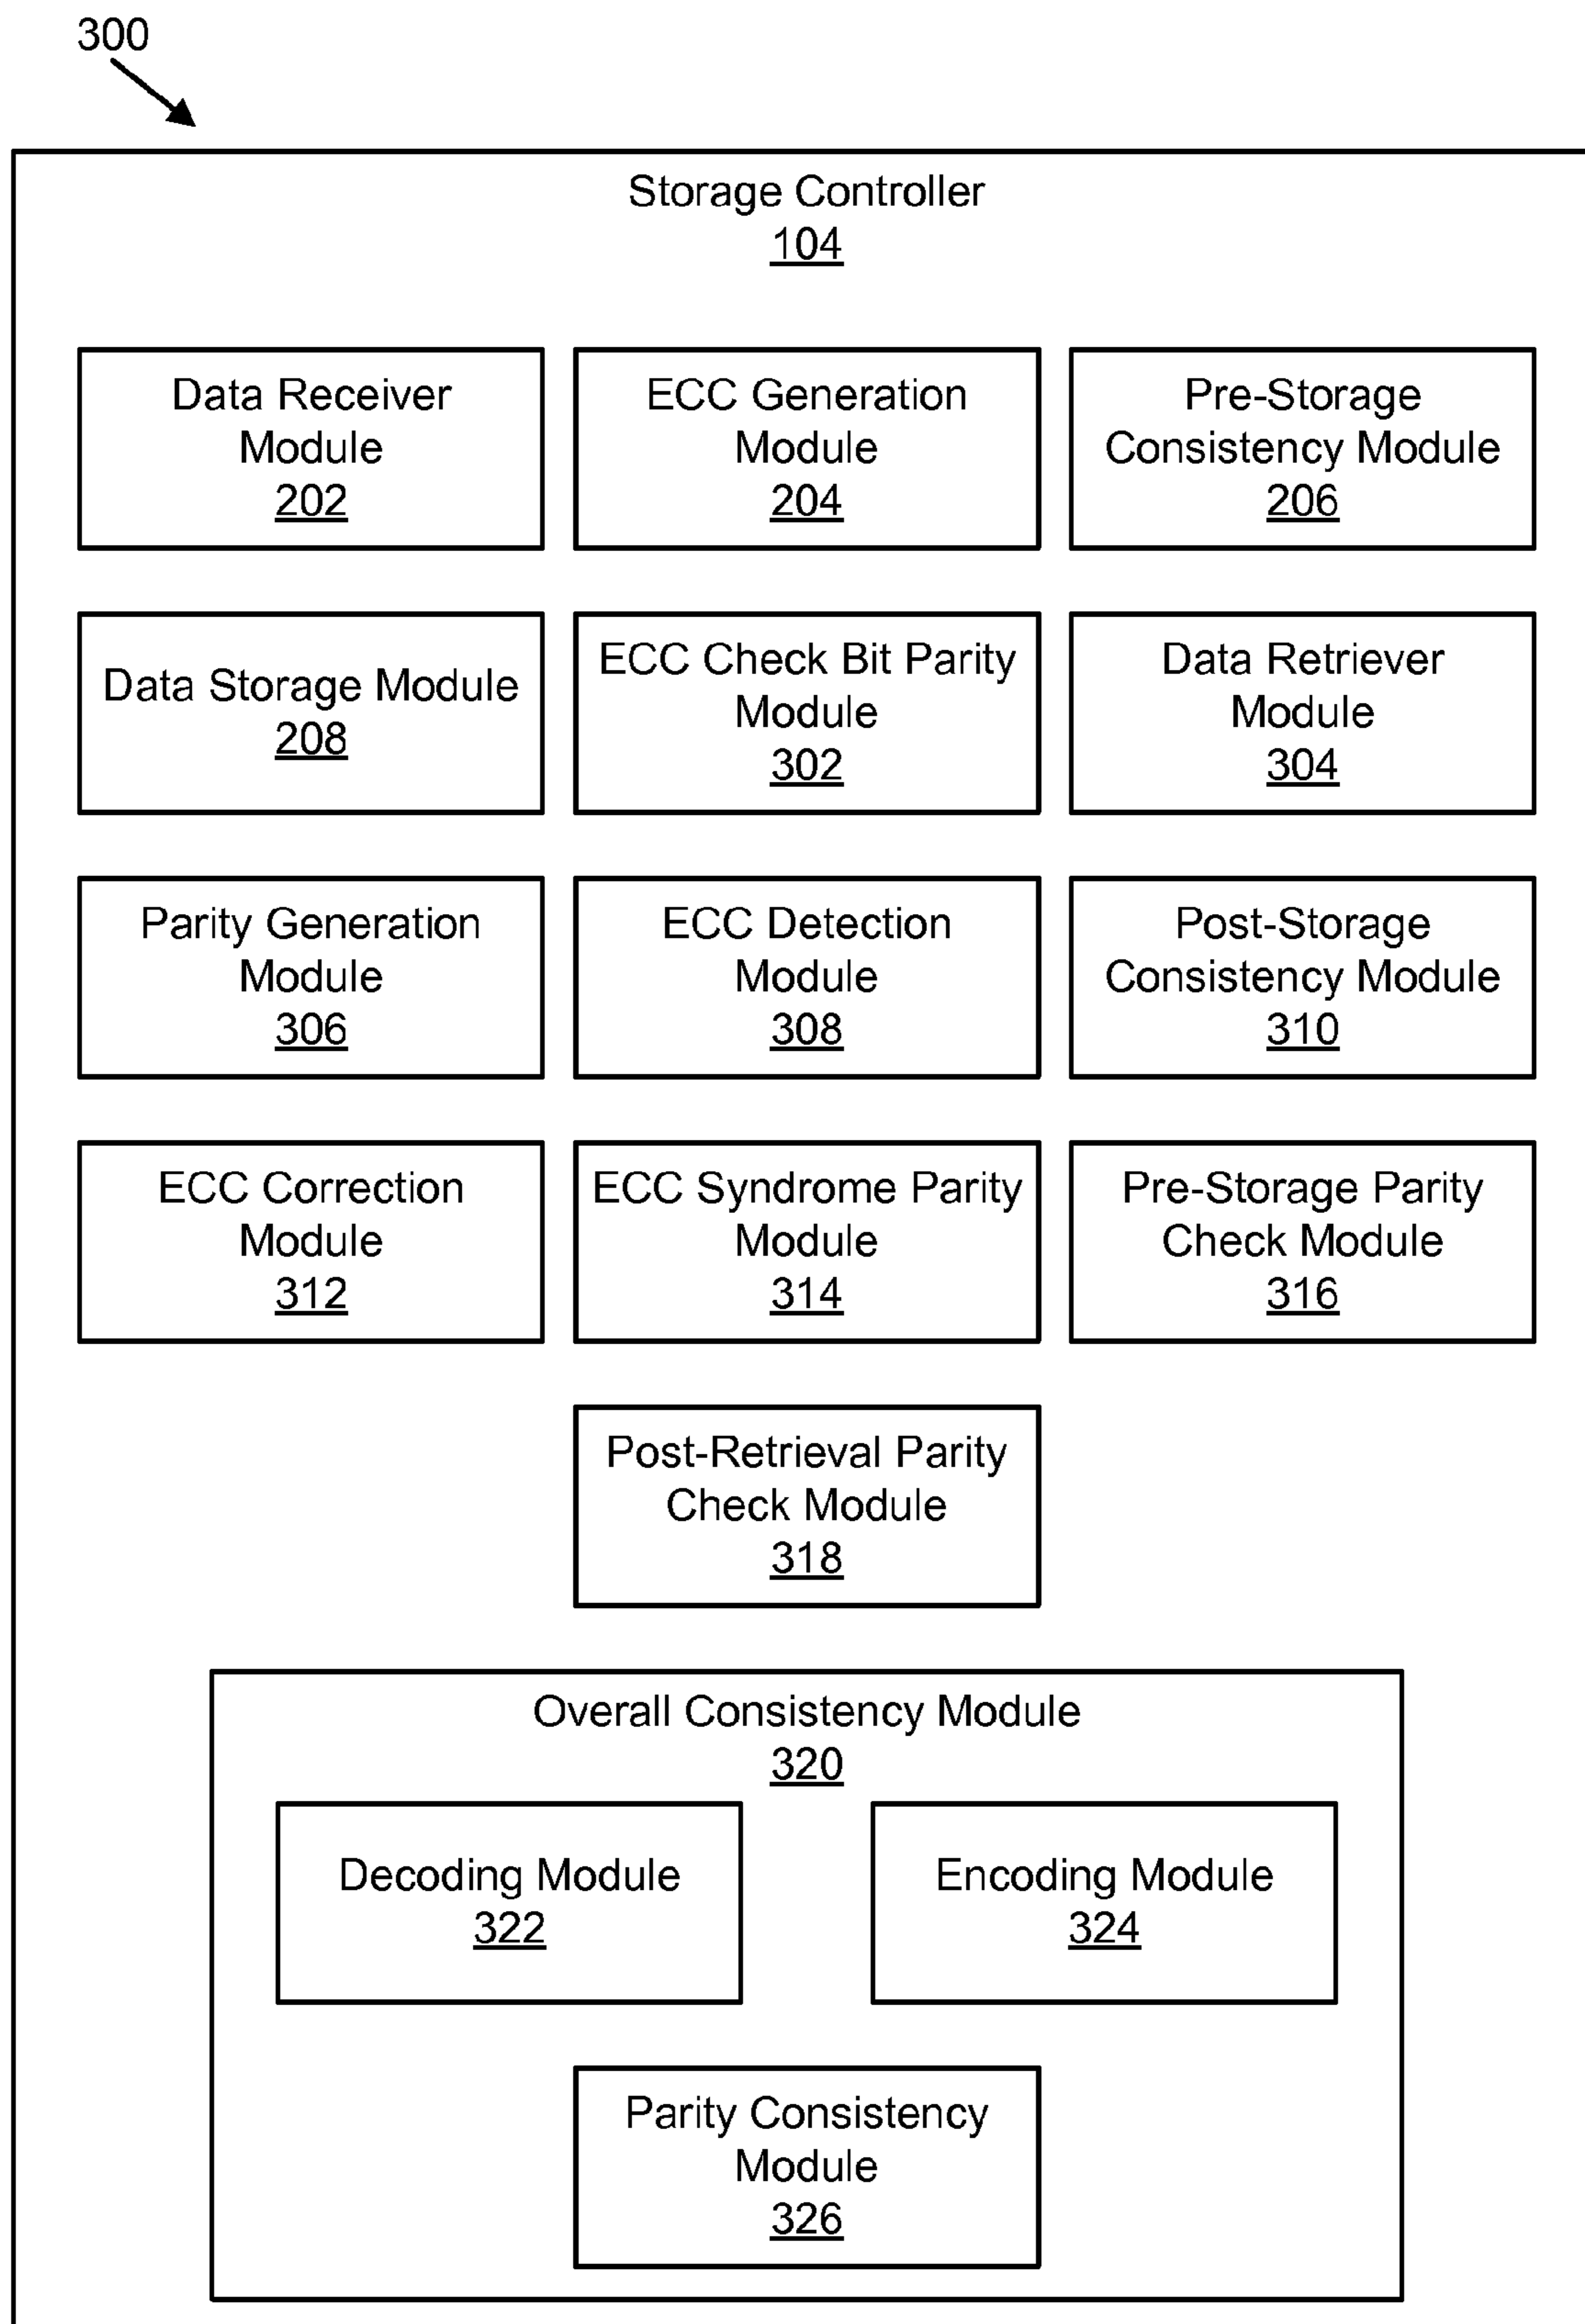 300
Storage Controller
104
Data Receiver
Module
202
ECC Generation
Module
204
Pre-Storage
Consistency Module
206
Data Storage Module
208
ECC Check Bit Parity
Module
302
Data Retriever
Module
304
Parity Generation
Module
306
ECC Detection
Module
308
Post-Storage
Consistency Module
310
ECC Correction
Module
312
ECC Syndrome Parity
Module
314
Pre-Storage Parity
Check Module
316
Post-Retrieval Parity
Check Module
318
Overall Consistency Module
320
Decoding Module
322
Encoding Module
324
Parity Consistency
Module
326